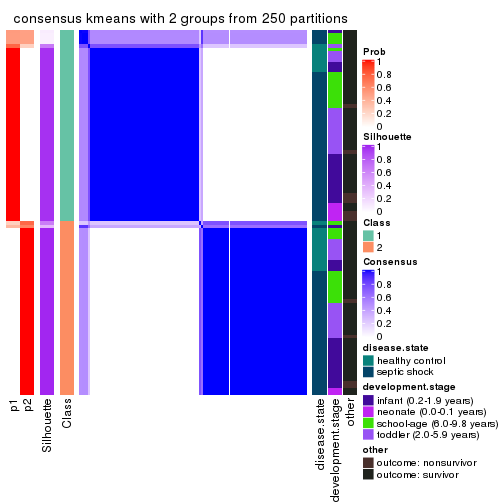 consensus kmeans with 2 groups from 250 partitions
Prob
1
0.8
0.6
0.4
0.2
0
Silhouette
1
0.8
0.6
0.4
0.2
0
Class
1
2
Consensus
1
0.8
0.6
0.4
0.2
0
disease.state
healthy control
septic shock
development.stage
infant (0.2-1.9 years)
neonate (0.0-0.1 years)
school-age (6.0-9.8 years)
toddler (2.0-5.9 years)
other
outcome: nonsurvivor
outcome: survivor
p1
p2
Silhouette
Class
disease.state
development.stage
other